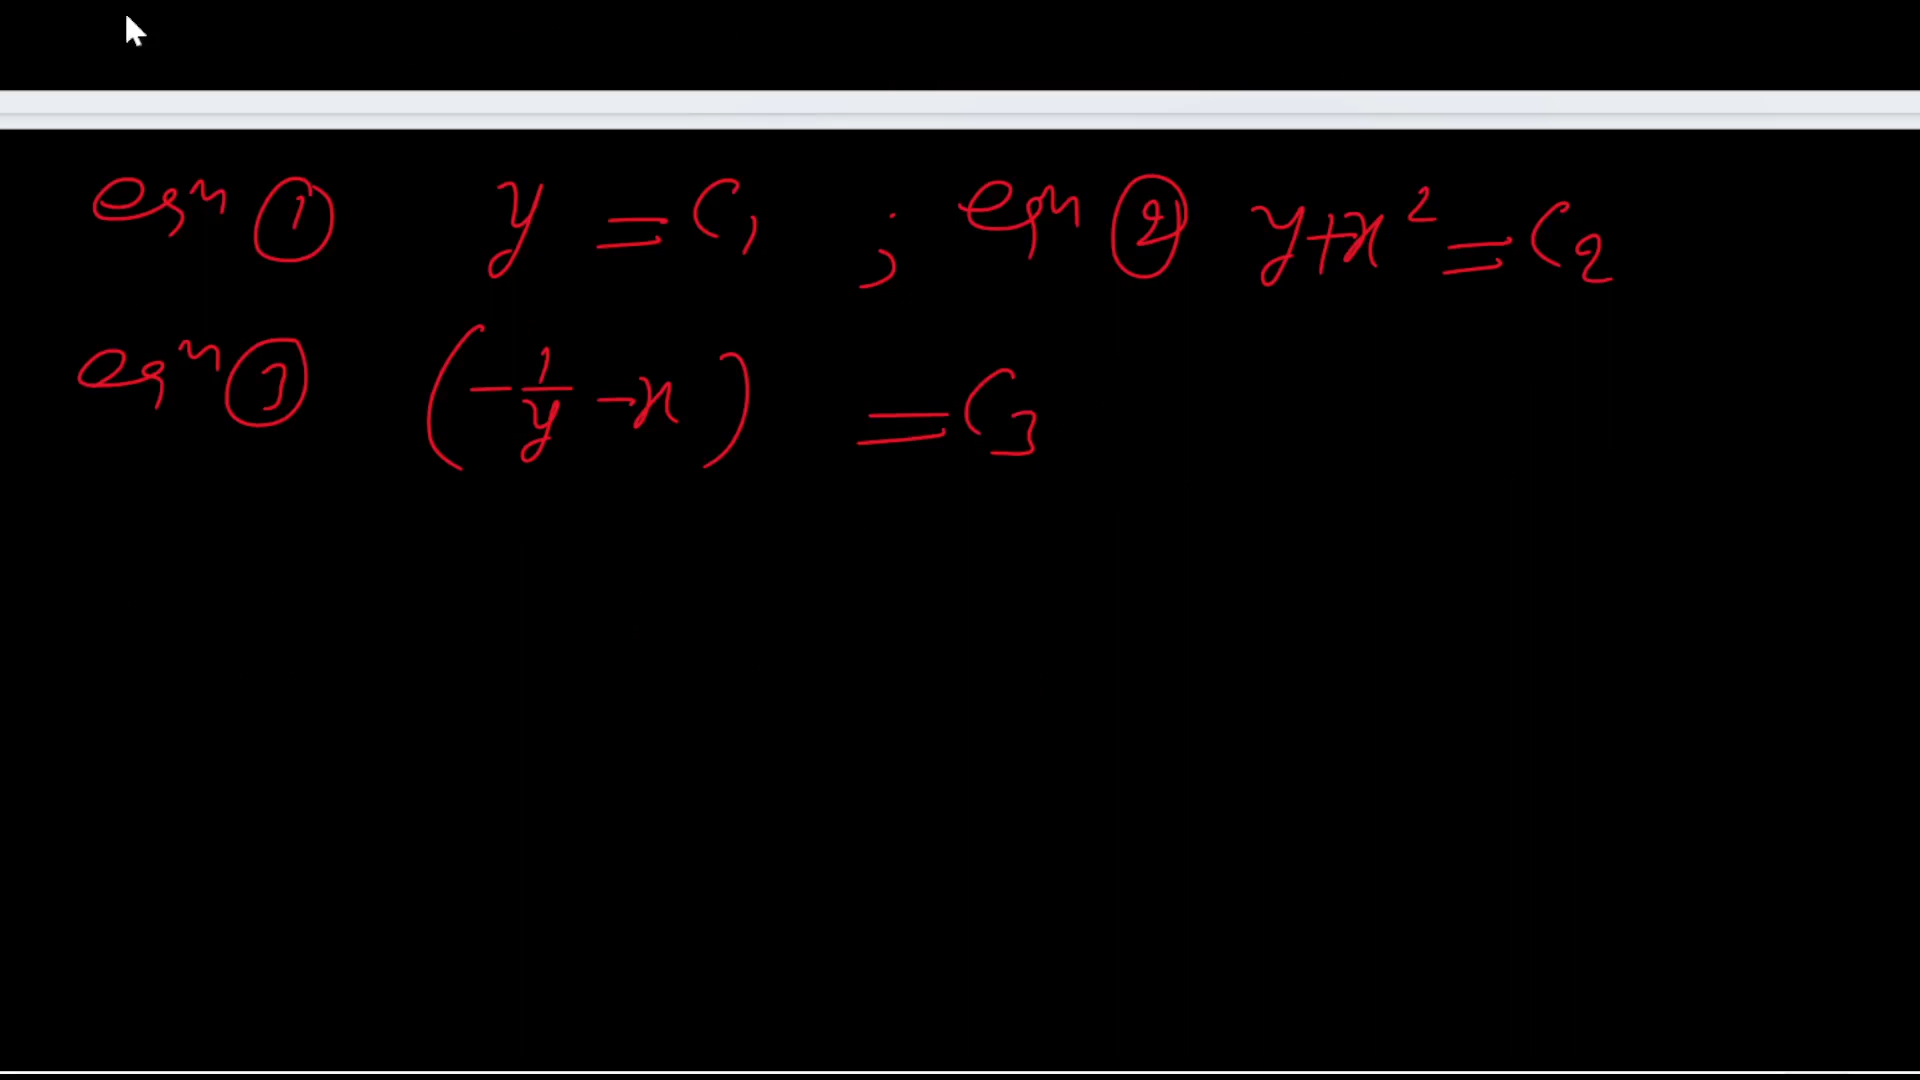 eqⁿ ① y = C₁ ; eqⁿ ② y+x² = C₂
eqⁿ ③ (-1/y - x) = C₃